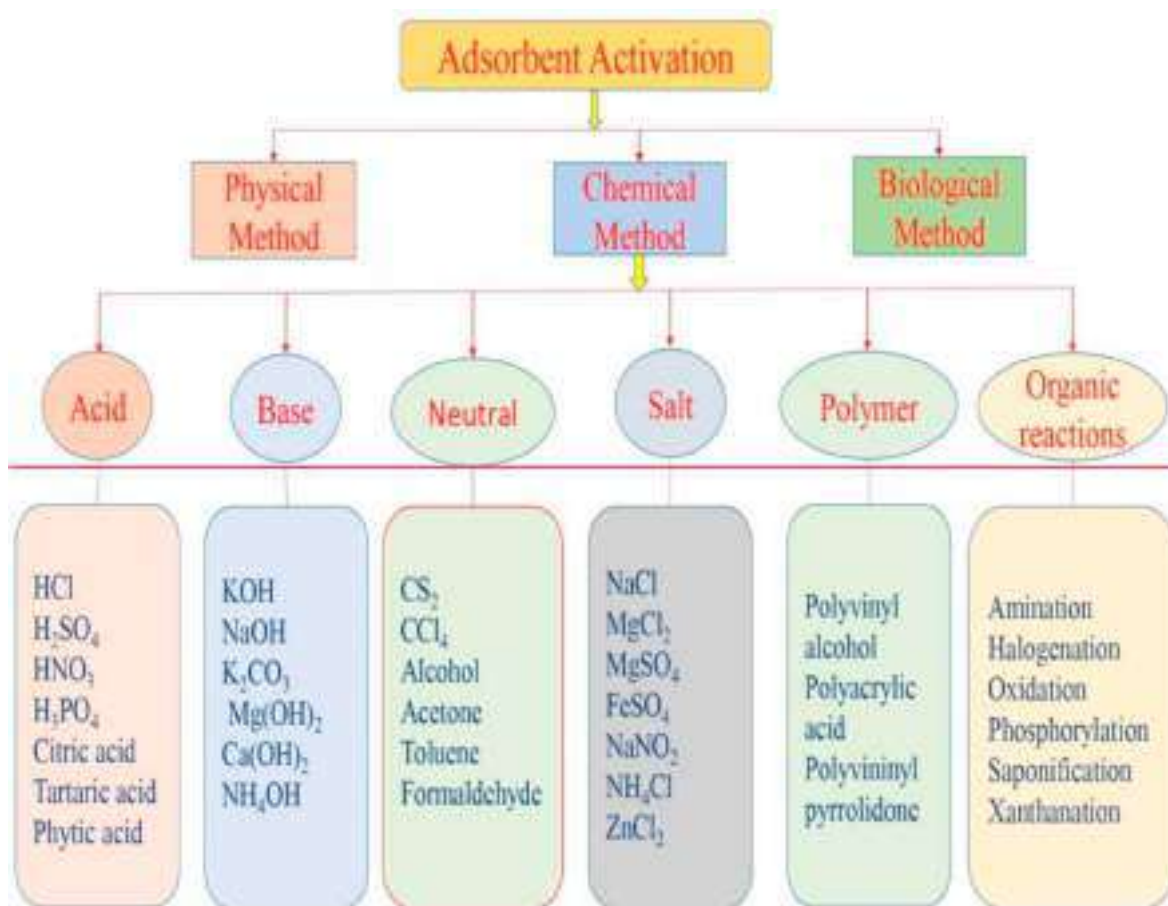 Adsorbent Activation
Physical
Method
Chemical
Method
Biological
Method
Acid
Base
Neutral
Salt
Polymer
Organic
reactions
HCl
H₂SO₄
HNO₃
H₃PO₄
Citric acid
Tartaric acid
Phytic acid
KOH
NaOH
K₂CO₃
Mg(OH)₂
Ca(OH)₂
NH₄OH
CS₂
CCl₄
Alcohol
Acetone
Toluene
Formaldchyde
NaCl
MgCl₂
MgSO₄
FeSO₄
NaNO₂
NH₄Cl
ZnCl₂
Polyvinyl
alcohol
Polyacrylic
acid
Polyvininyl
pyrrolidone
Amination
Halogenation
Oxidation
Phosphorylation
Saponification
Xanthanation